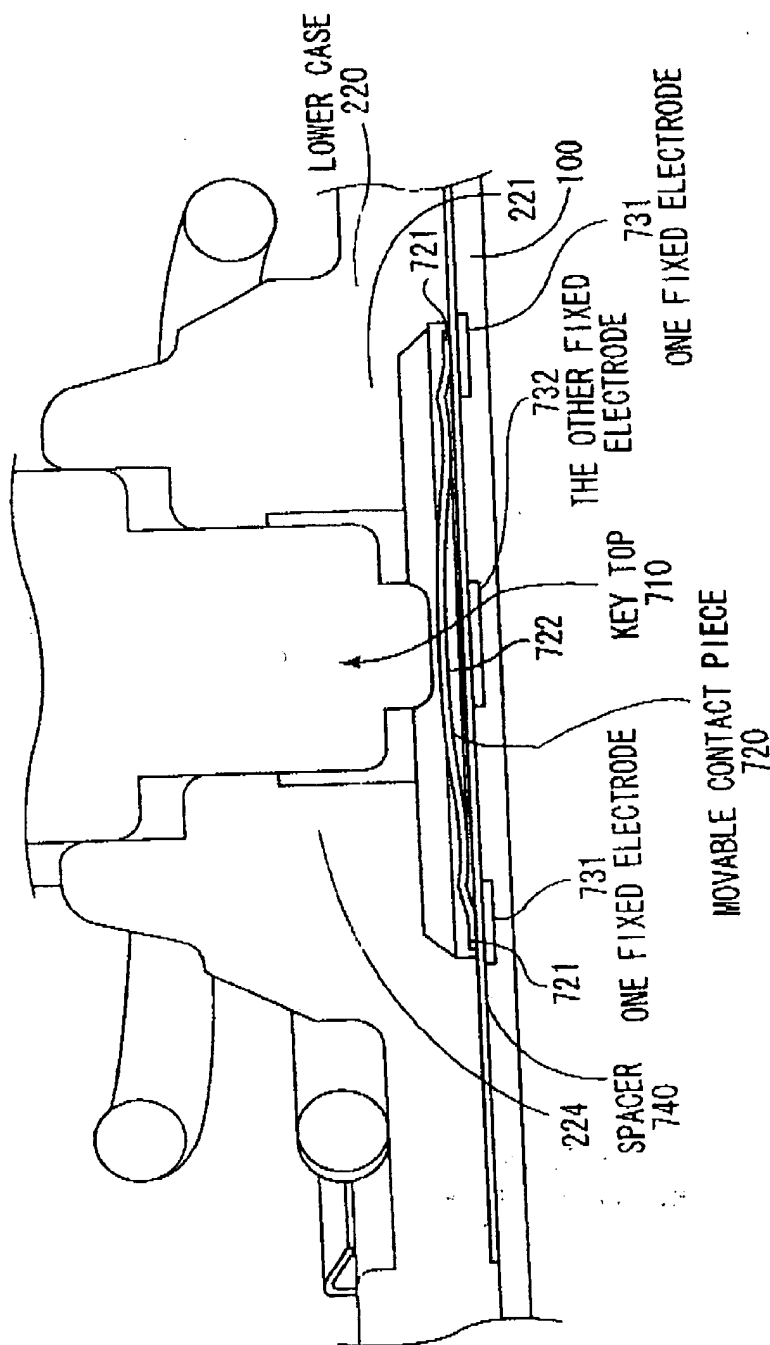 LOWER CASE
220
221
721
100
731
ONE FIXED ELECTRODE
732
THE OTHER FIXED
ELECTRODE
KEY TOP
710
722
MOVABLE CONTACT PIECE
720
731
ONE FIXED ELECTRODE
721
SPACER
740
224